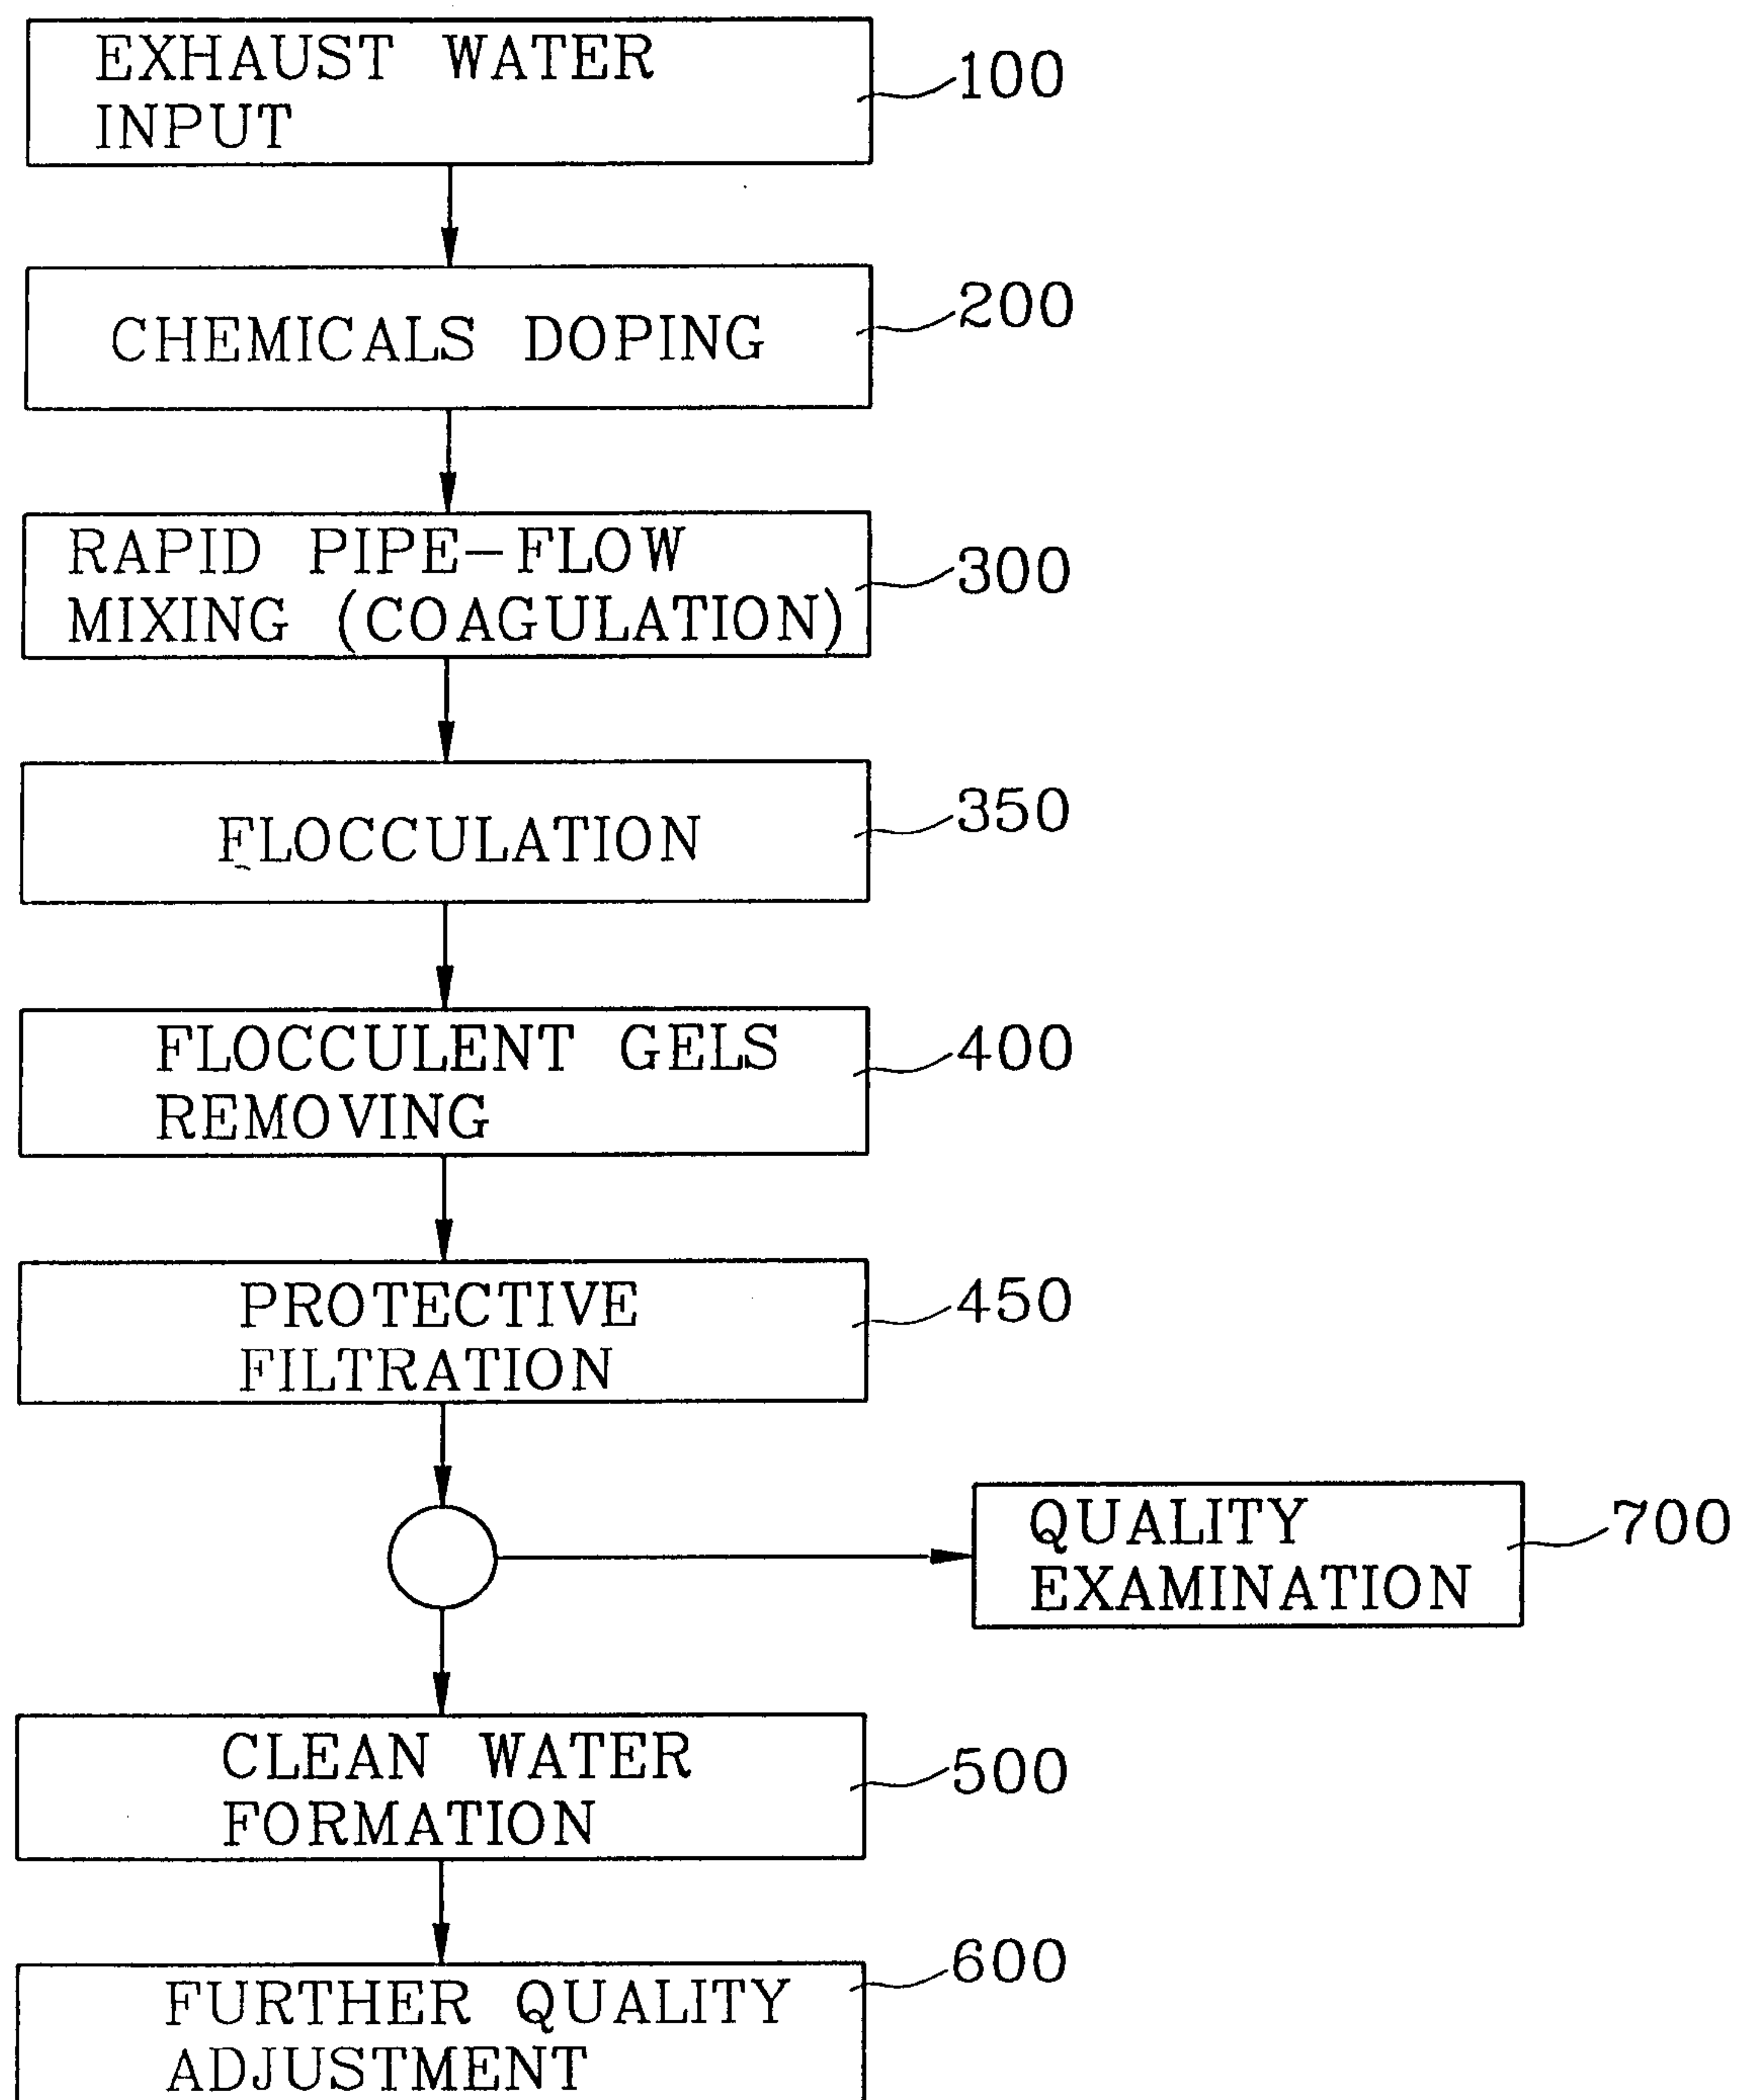 EXHAUST WATER
INPUT
100
CHEMICALS DOPING
200
RAPID PIPE-FLOW
MIXING (COAGULATION)
300
FLOCCULATION
350
FLOCCULENT GELS
REMOVING
400
PROTECTIVE
FILTRATION
450
QUALITY
EXAMINATION
700
CLEAN WATER
FORMATION
500
FURTHER QUALITY
ADJUSTMENT
600